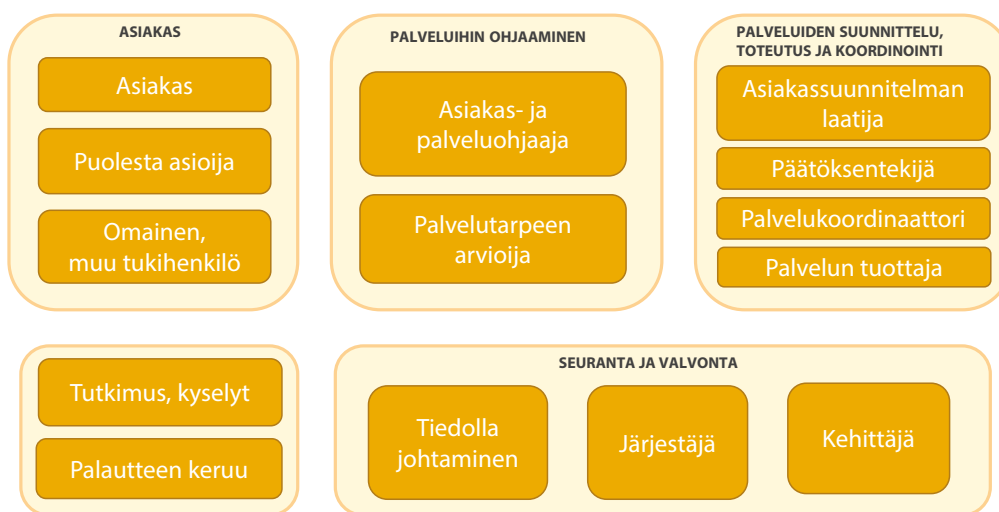 ASIAKAS
Asiakas
Puolesta asioija
Omainen,
muu tukihenkilö
PALVELUIHIN OHJAAMINEN
Asiakas- ja
palveluohjaaja
Palvelutarpeen
arvioija
PALVELUIDEN SUUNNITTELU,
TOTEUTUS JA KOORDINOINTI
Asiakassuunnitelman
laatija
Päätöksentekijä
Palvelukoordinaattori
Palvelun tuottaja
Tutkimus, kyselyt
Palautteen keruu
SEURANTA JA VALVONTA
Tiedolla
johtaminen
Järjestäjä
Kehittäjä